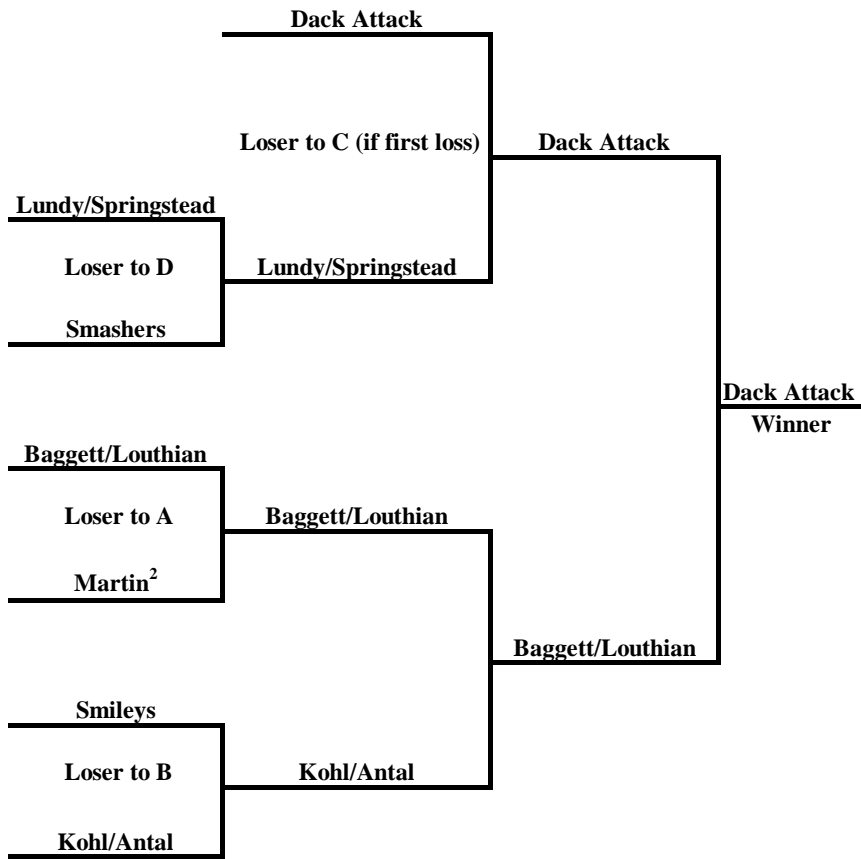 Dack Attack
Loser to C (if first loss)
Dack Attack
Lundy/Springstead
Loser to D
Lundy/Springstead
Smashers
Dack Attack
Winner
Baggett/Louthian
Loser to A
Baggett/Louthian
Martin²
Baggett/Louthian
Smileys
Loser to B
Kohl/Antal
Kohl/Antal